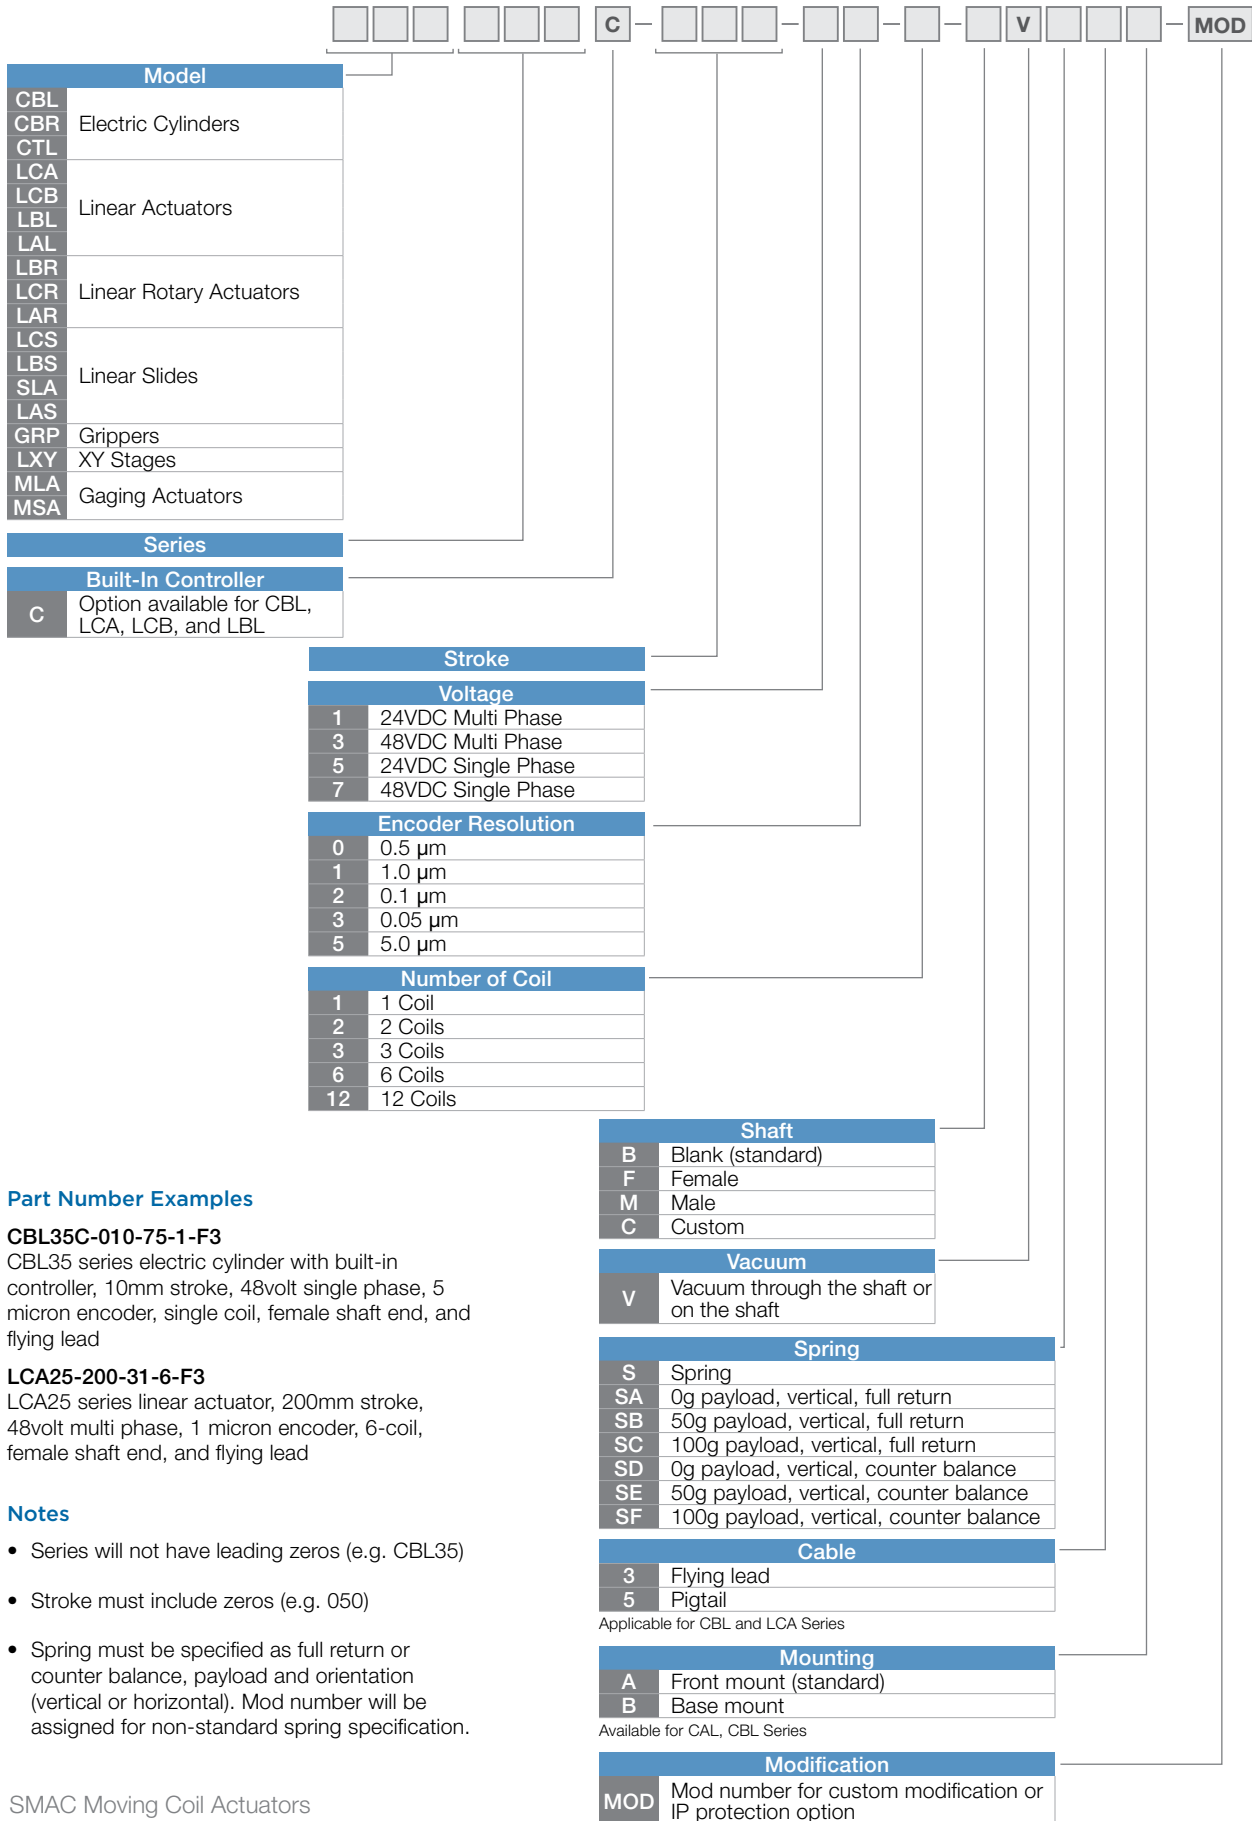 C – – – – V – MOD
Model
CBL
CBR Electric Cylinders
CTL
LCA
LCB
Linear Actuators
LBL
LAL
LBR
LCR Linear Rotary Actuators
LAR
LCS
LBS
Linear Slides
SLA
LAS
GRP Grippers
LXY XY Stages
MLA
Gaging Actuators
MSA
Series
Built-In Controller
C Option available for CBL,
LCA, LCB, and LBL
Stroke
Voltage
1 24VDC Multi Phase
3 48VDC Multi Phase
5 24VDC Single Phase
7 48VDC Single Phase
Encoder Resolution
0 0.5 µm
1 1.0 µm
2 0.1 µm
3 0.05 µm
5 5.0 µm
Number of Coil
1 1 Coil
2 2 Coils
3 3 Coils
6 6 Coils
12 12 Coils
Shaft
B Blank (standard)
F Female
M Male
C Custom
Vacuum
V Vacuum through the shaft or
on the shaft
Spring
S Spring
SA 0g payload, vertical, full return
SB 50g payload, vertical, full return
SC 100g payload, vertical, full return
SD 0g payload, vertical, counter balance
SE 50g payload, vertical, counter balance
SF 100g payload, vertical, counter balance
Cable
3 Flying lead
5 Pigtail
Applicable for CBL and LCA Series
Mounting
A Front mount (standard)
B Base mount
Available for CAL, CBL Series
Modification
MOD Mod number for custom modification or
IP protection option
Part Number Examples
CBL35C-010-75-1-F3
CBL35 series electric cylinder with built-in
controller, 10mm stroke, 48volt single phase, 5
micron encoder, single coil, female shaft end, and
flying lead
LCA25-200-31-6-F3
LCA25 series linear actuator, 200mm stroke,
48volt multi phase, 1 micron encoder, 6-coil,
female shaft end, and flying lead
Notes
• Series will not have leading zeros (e.g. CBL35)
• Stroke must include zeros (e.g. 050)
• Spring must be specified as full return or
counter balance, payload and orientation
(vertical or horizontal). Mod number will be
assigned for non-standard spring specification.
SMAC Moving Coil Actuators